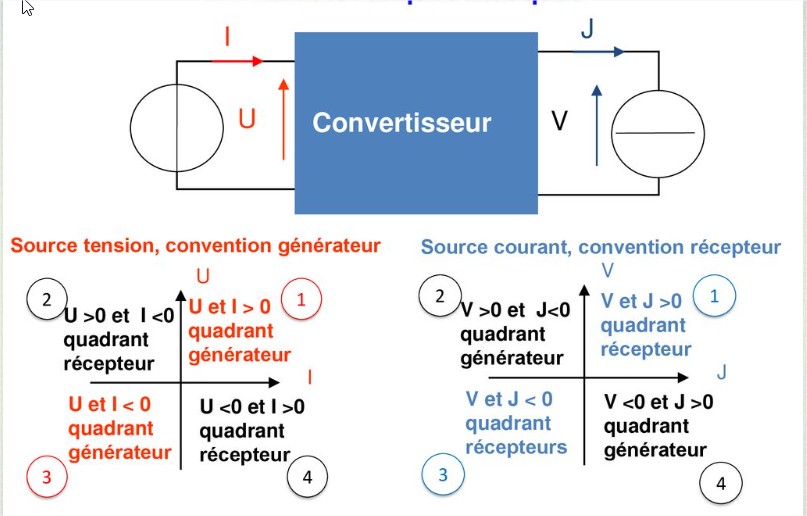 I
J
U
Convertisseur
V
Source tension, convention générateur
Source courant, convention récepteur
U
2
U >0 et I <0
quadrant
récepteur
U et I > 0
quadrant
générateur
1
I
U et I < 0
quadrant
générateur
3
U <0 et I >0
quadrant
récepteur
4
V
2
V >0 et J<0
quadrant
générateur
V et J >0
quadrant
récepteur
1
J
V et J < 0
quadrant
récepteurs
3
V <0 et J >0
quadrant
générateur
4